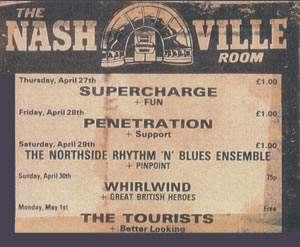 THE
NASHVILLE
ROOM
Thursday, April 27th £1.00
SUPERCHARGE
+ FUN
Friday, April 28th £1.00
PENETRATION
+ Support
Saturday, April 29th £1.00
THE NORTHSIDE RHYTHM 'N' BLUES ENSEMBLE
+ PINPOINT
Sunday, April 30th 75p
WHIRLWIND
+ GREAT BRITISH HEROES
Monday, May 1st Free
THE TOURISTS
+ Better Looking